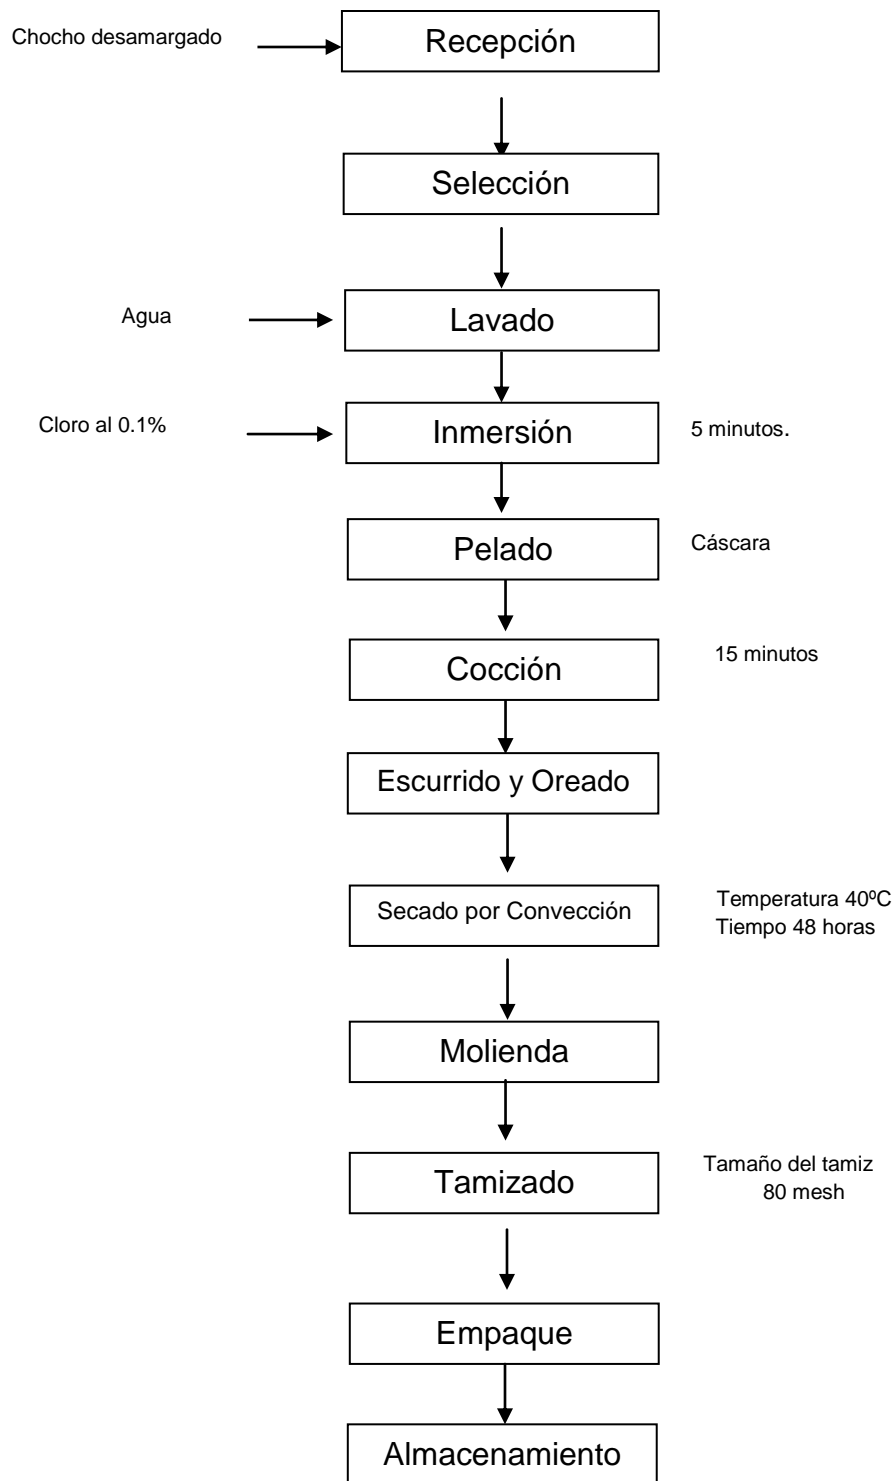 Chocho desamargado
Recepción
Selección
Agua
Lavado
Cloro al 0.1%
Inmersión
5 minutos.
Pelado
Cáscara
Cocción
15 minutos
Escurrido y Oreado
Secado por Convección
Temperatura 40ºC
Tiempo 48 horas
Molienda
Tamizado
Tamaño del tamiz
80 mesh
Empaque
Almacenamiento